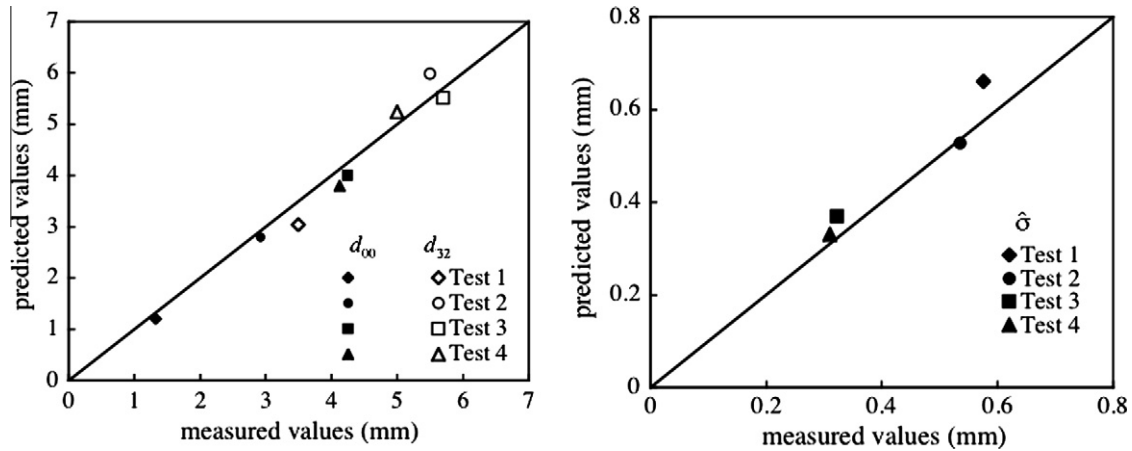 7
6
5
4
3
2
1
0
predicted values (mm)
d₀₀ d₃₂
Test 1
Test 2
Test 3
Test 4
0 1 2 3 4 5 6 7
measured values (mm)
0.8
0.6
0.4
0.2
0
predicted values (mm)
σ̂
Test 1
Test 2
Test 3
Test 4
0 0.2 0.4 0.6 0.8
measured values (mm)